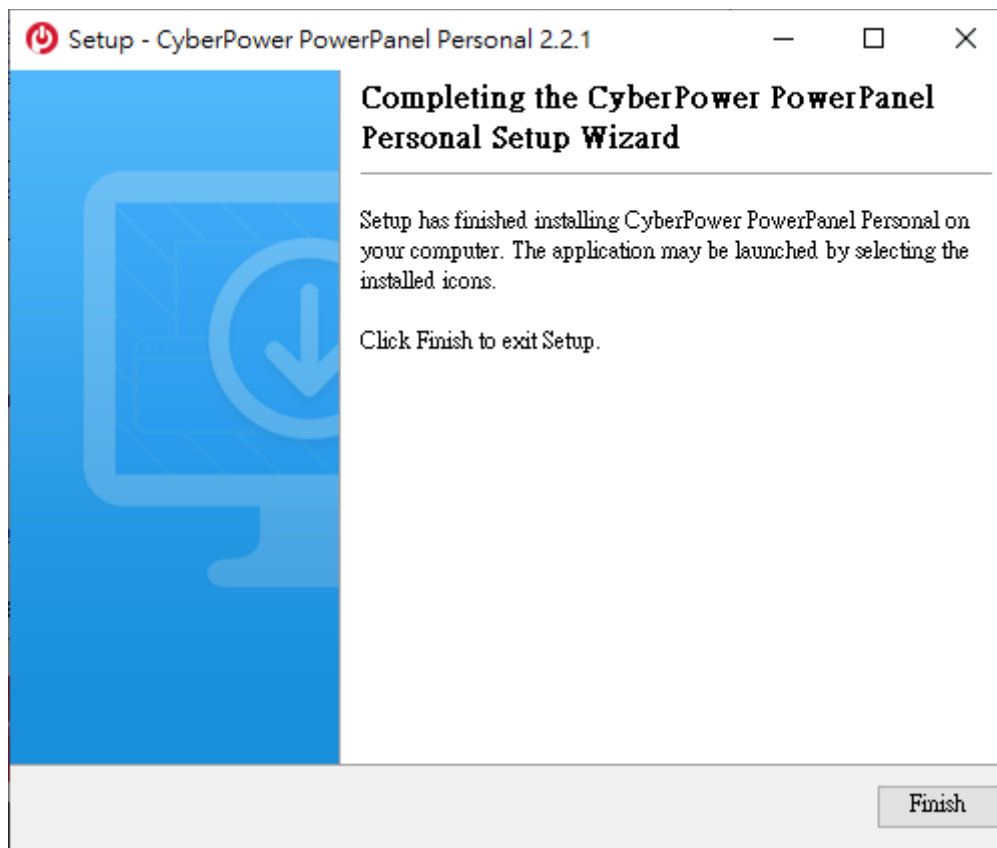 Setup - CyberPower PowerPanel Personal 2.2.1
Completing the CyberPower PowerPanel
Personal Setup Wizard
Setup has finished installing CyberPower PowerPanel Personal on
your computer. The application may be launched by selecting the
installed icons.
Click Finish to exit Setup.
Finish